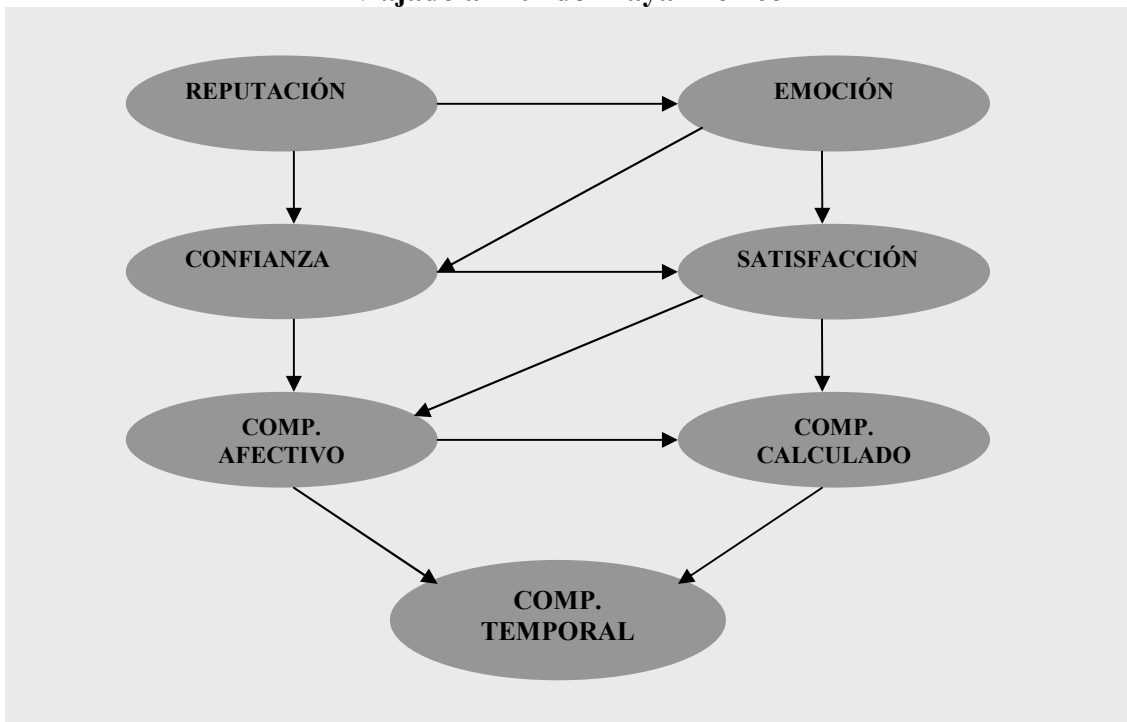 REPUTACIÓN
EMOCIÓN
CONFIANZA
SATISFACCIÓN
COMP.
AFECTIVO
COMP.
CALCULADO
COMP.
TEMPORAL